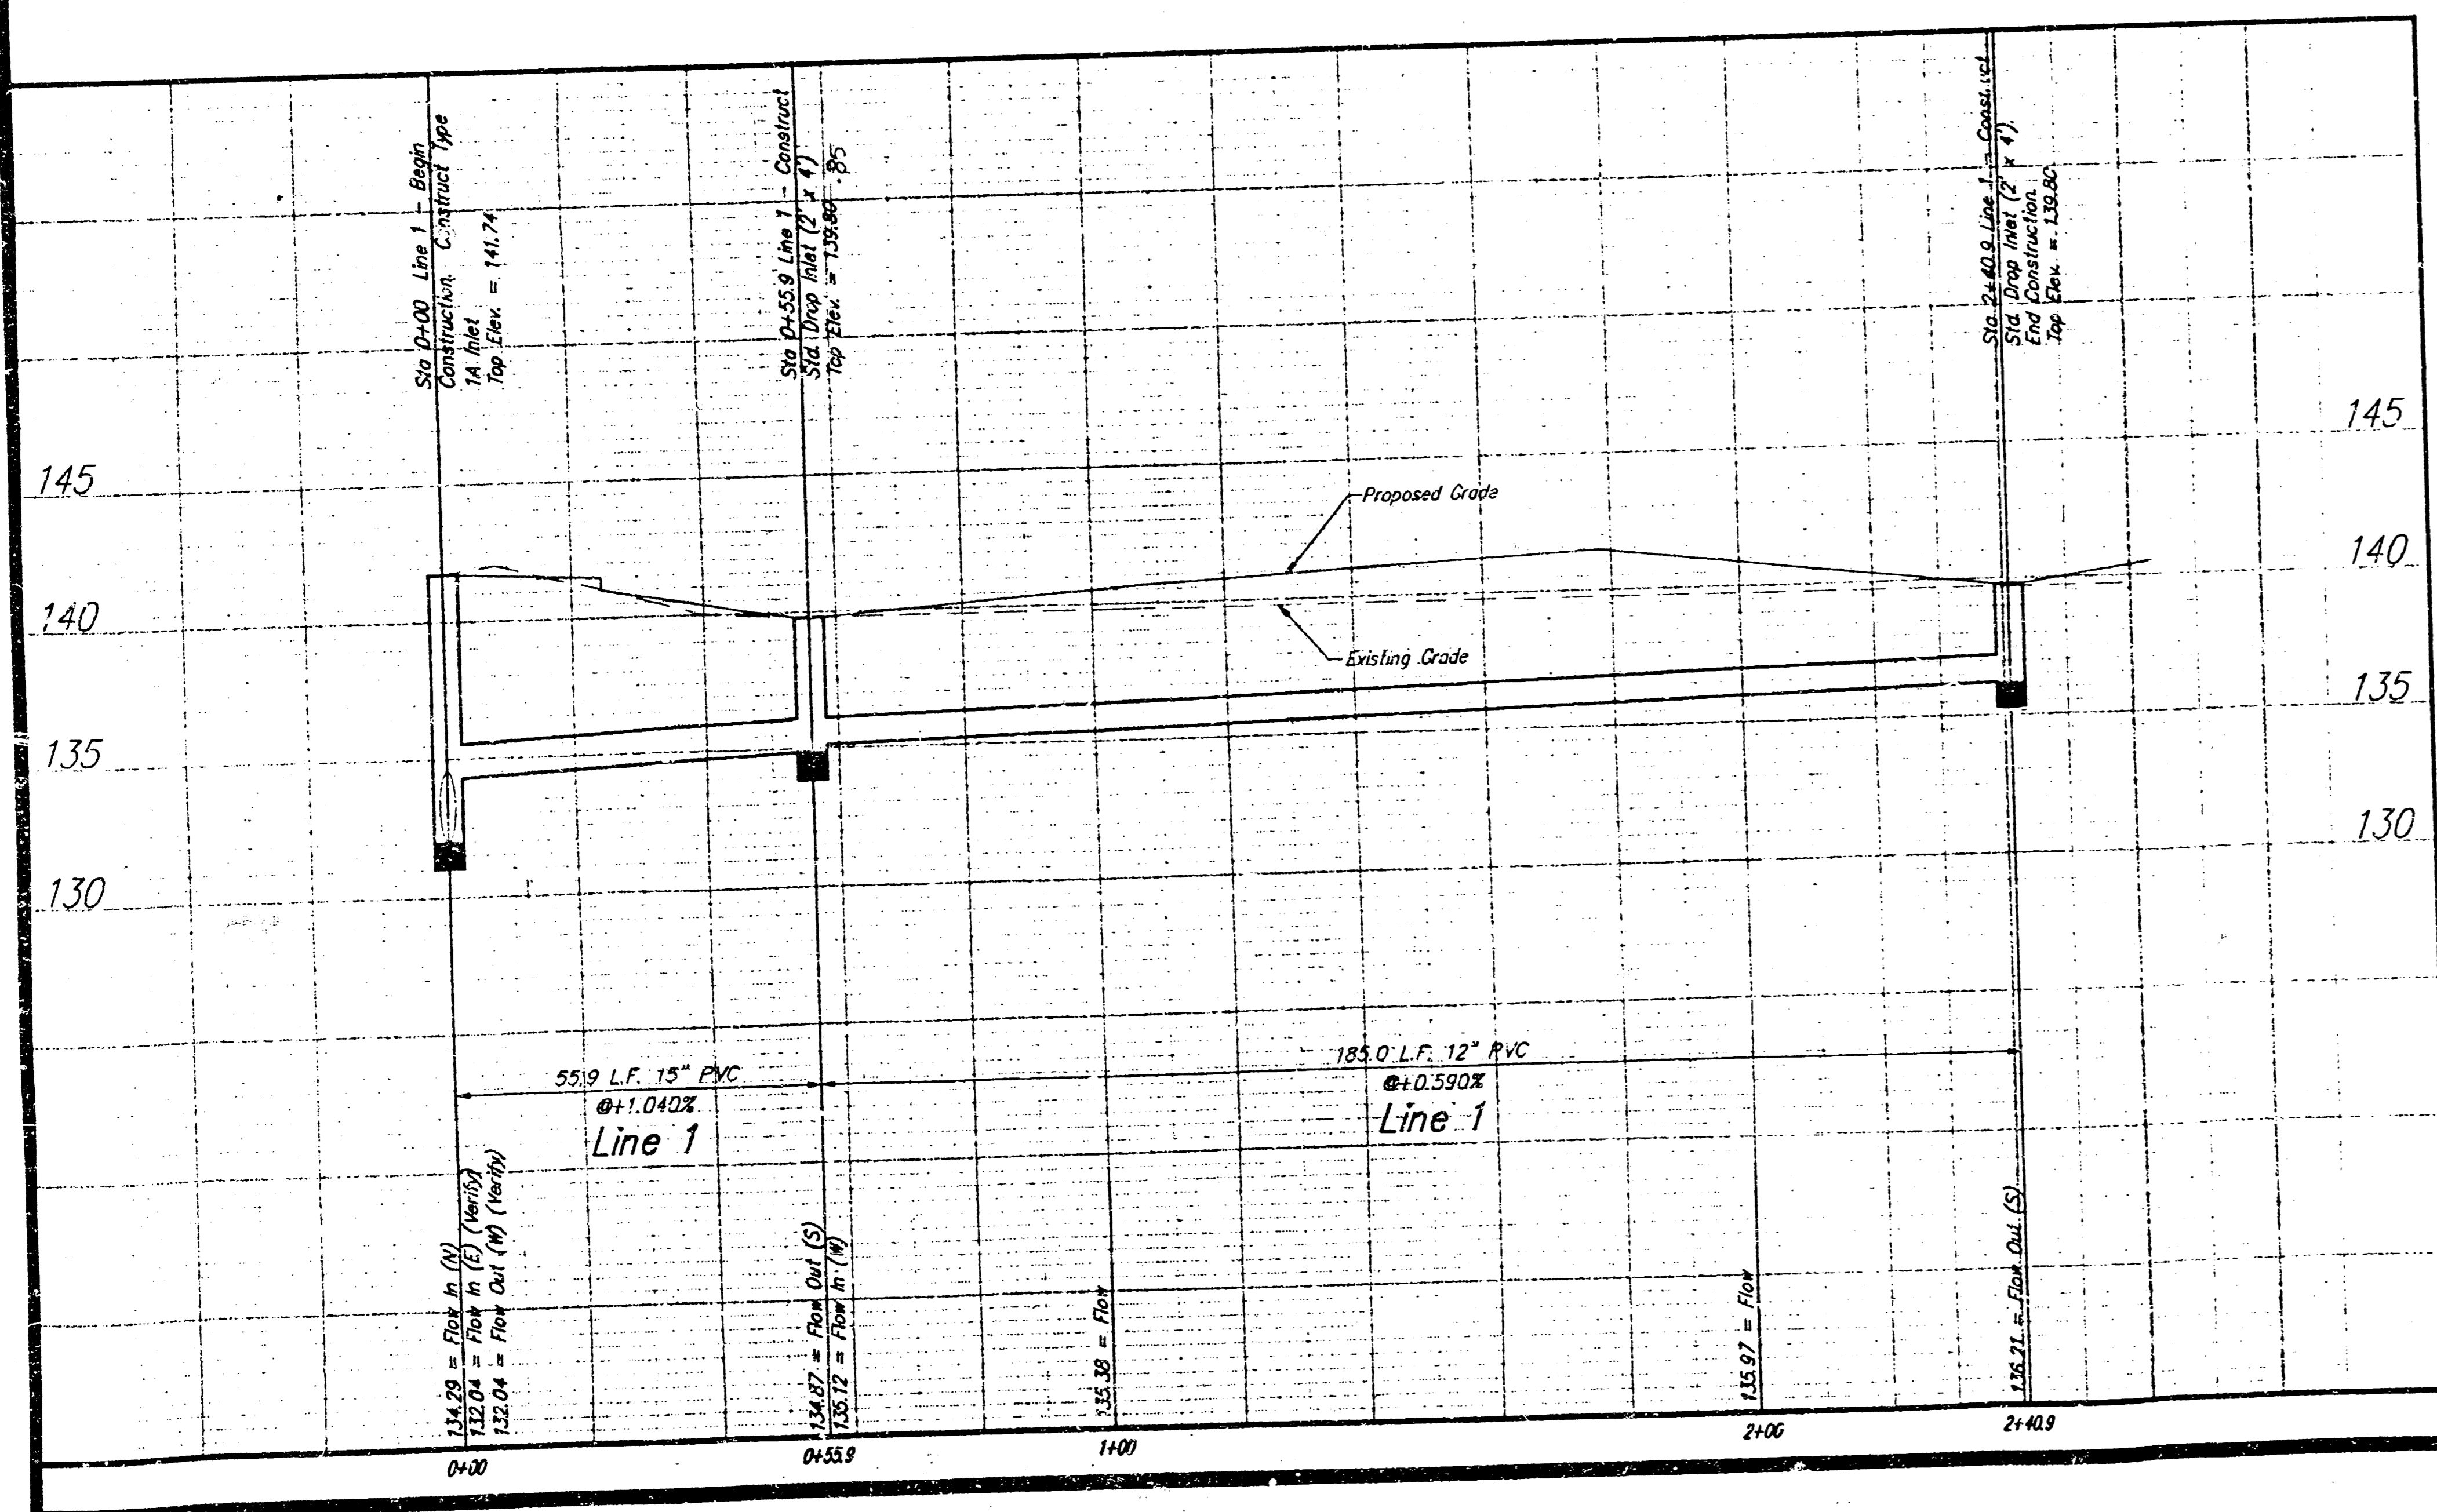 Sta 0+00 Line 1 - Begin
Construction. Construct Type
1A Inlet
Top Elev. = 141.74
Sta 0+55.9 Line 1 - Construct
Std. Drop Inlet (2' x 4')
Top Elev. = 139.80 .85
Sta 2+40.9 Line 1 - Construct
Std. Drop Inlet (2' x 4').
End Construction.
Top Elev. = 139.80
145
145
Proposed Grade
140
140
Existing Grade
135
135
130
130
55.9 L.F. 15" PVC
@+1.040%
Line 1
185.0 L.F. 12" PVC
@+0.590%
Line 1
134.29 = Flow In (N)
132.04 = Flow In (E) (Verify)
132.04 = Flow Out (W) (Verify)
134.87 = Flow Out (S)
135.12 = Flow In (W)
135.38 = Flow
135.97 = Flow
136.21 = Flow Out (S)
0+00
0+55.9
1+00
2+00
2+40.9